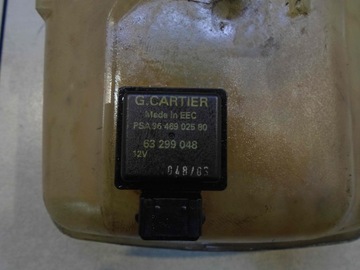 G.CARTIER
Made in EEC
PSA 96 469 025 80
63 299 048
12V
048/03